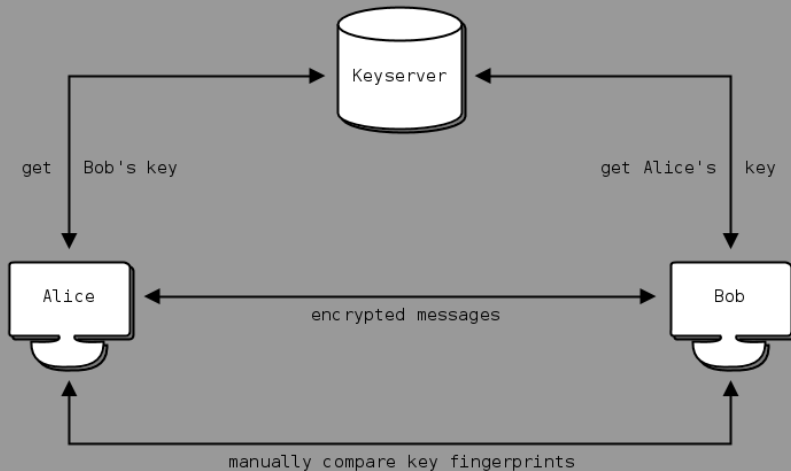 Keyserver
get Bob's key
get Alice's key
Alice
Bob
encrypted messages
manually compare key fingerprints